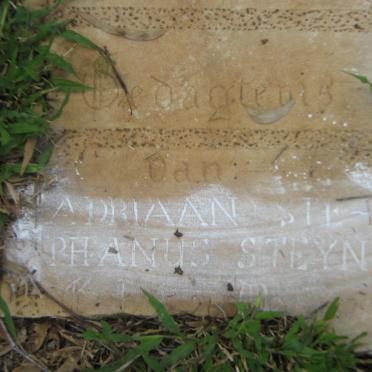 Gedagtenis
van
ADRIAAN STE~
PHANUS STEYN